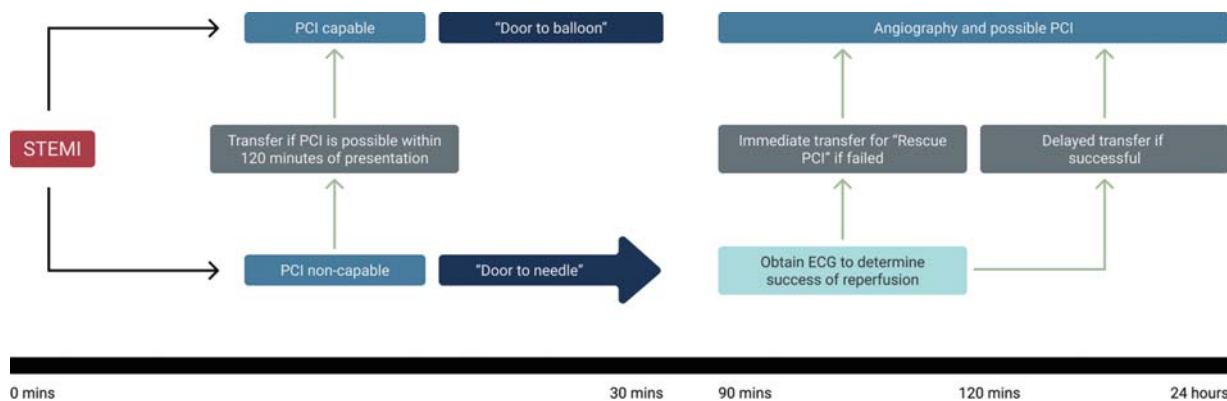 PCI capable
“Door to balloon”
Angiography and possible PCI
STEMI
Transfer if PCI is possible within
120 minutes of presentation
Immediate transfer for “Rescue
PCI” if failed
Delayed transfer if
successful
PCI non-capable
“Door to needle”
Obtain ECG to determine
success of reperfusion
0 mins
30 mins
90 mins
120 mins
24 hours